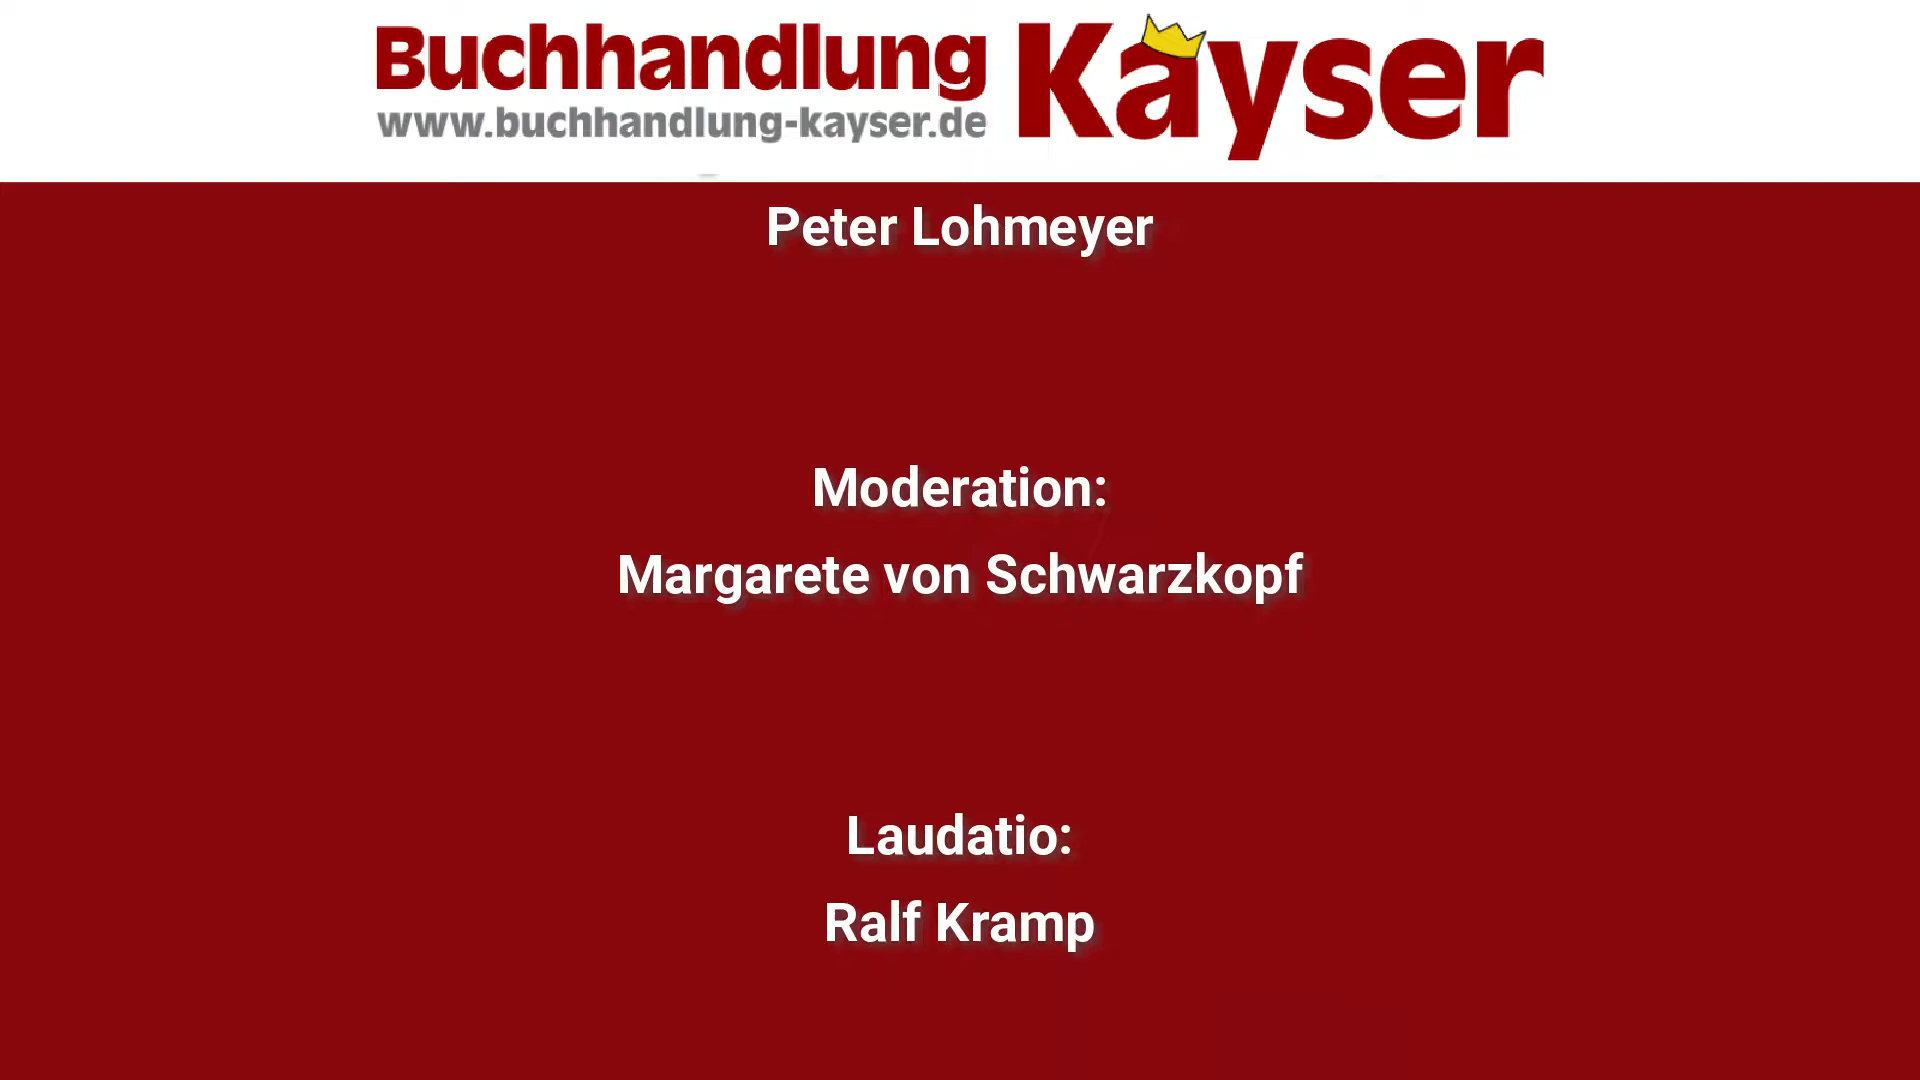 Buchhandlung Kayser
www.buchhandlung-kayser.de
Peter Lohmeyer
Moderation:
Margarete von Schwarzkopf
Laudatio:
Ralf Kramp